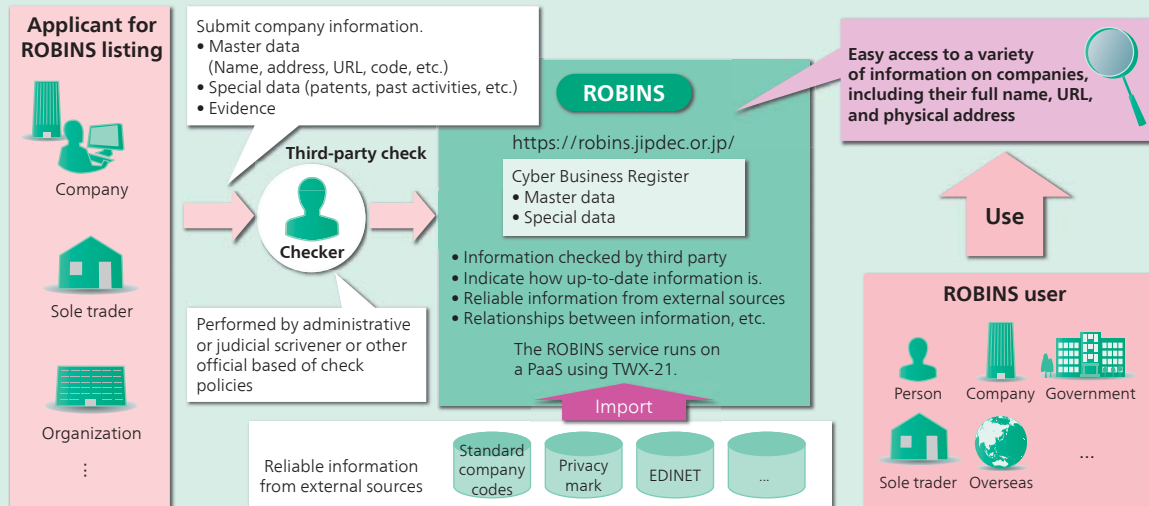 Applicant for
ROBINS listing
Company
Sole trader
Organization
⋮
Submit company information.
• Master data
(Name, address, URL, code, etc.)
• Special data (patents, past activities, etc.)
• Evidence
Third-party check
Checker
Performed by administrative
or judicial scrivener or other
official based of check
policies
ROBINS
https://robins.jipdec.or.jp/
Cyber Business Register
• Master data
• Special data
• Information checked by third party
• Indicate how up-to-date information is.
• Reliable information from external sources
• Relationships between information, etc.
The ROBINS service runs on
a PaaS using TWX-21.
Import
Reliable information
from external sources
Standard
company
codes
Privacy
mark
EDINET
...
Easy access to a variety
of information on companies,
including their full name, URL,
and physical address
Use
ROBINS user
Person
Company
Government
Sole trader
Overseas
...